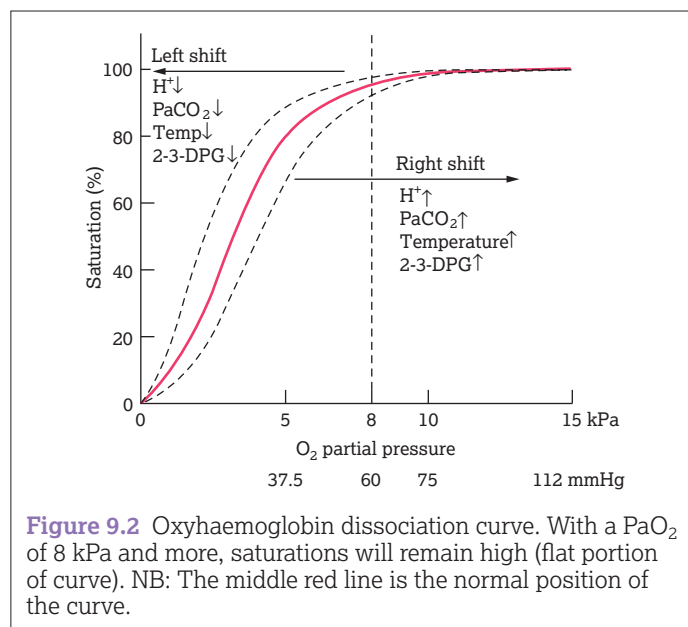 Left shift
H⁺↓
PaCO₂↓
Temp↓
2-3-DPG↓
Right shift
H⁺↑
PaCO₂↑
Temperature↑
2-3-DPG↑
Saturation (%)
100
80
60
40
20
0
0 5 8 10 15 kPa
O₂ partial pressure
37.5 60 75 112 mmHg
Figure 9.2 Oxyhaemoglobin dissociation curve. With a PaO₂
of 8 kPa and more, saturations will remain high (flat portion
of curve). NB: The middle red line is the normal position of
the curve.